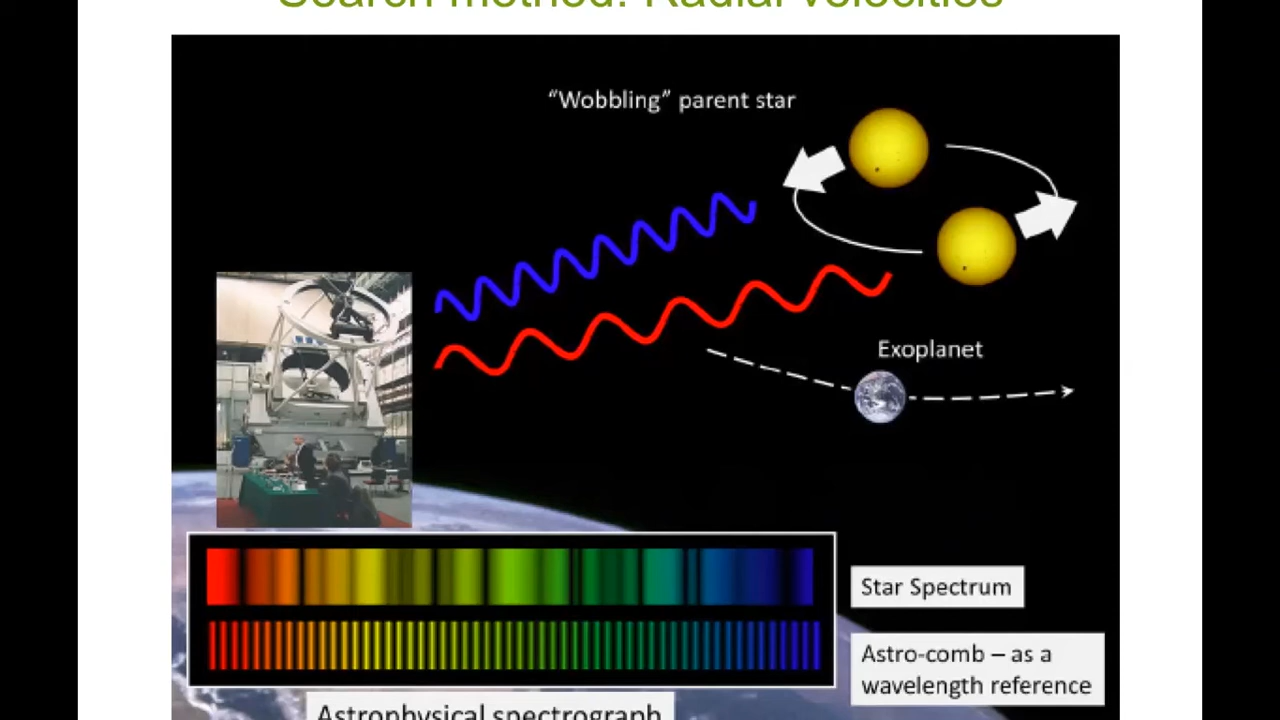 Search method: Radial velocities
“Wobbling” parent star
Exoplanet
Star Spectrum
Astro-comb – as a
wavelength reference
Astrophysical spectrograph